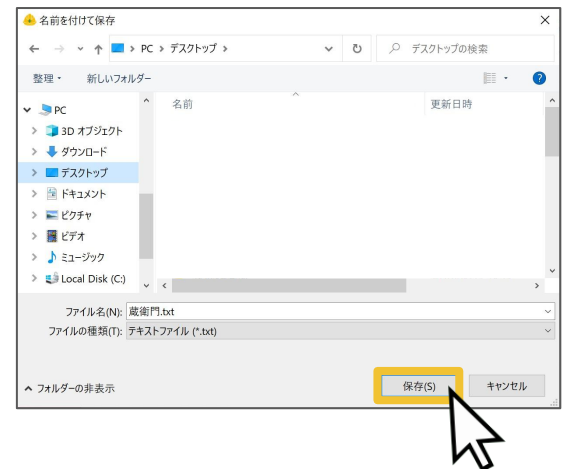 名前を付けて保存
PC > デスクトップ >
デスクトップの検索
整理
新しいフォルダー
名前
更新日時
PC
3D オブジェクト
ダウンロード
デスクトップ
ドキュメント
ピクチャ
ビデオ
ミュージック
Local Disk (C:)
ファイル名(N): 蔵衛門.txt
ファイルの種類(T): テキストファイル (*.txt)
フォルダーの非表示
保存(S)
キャンセル